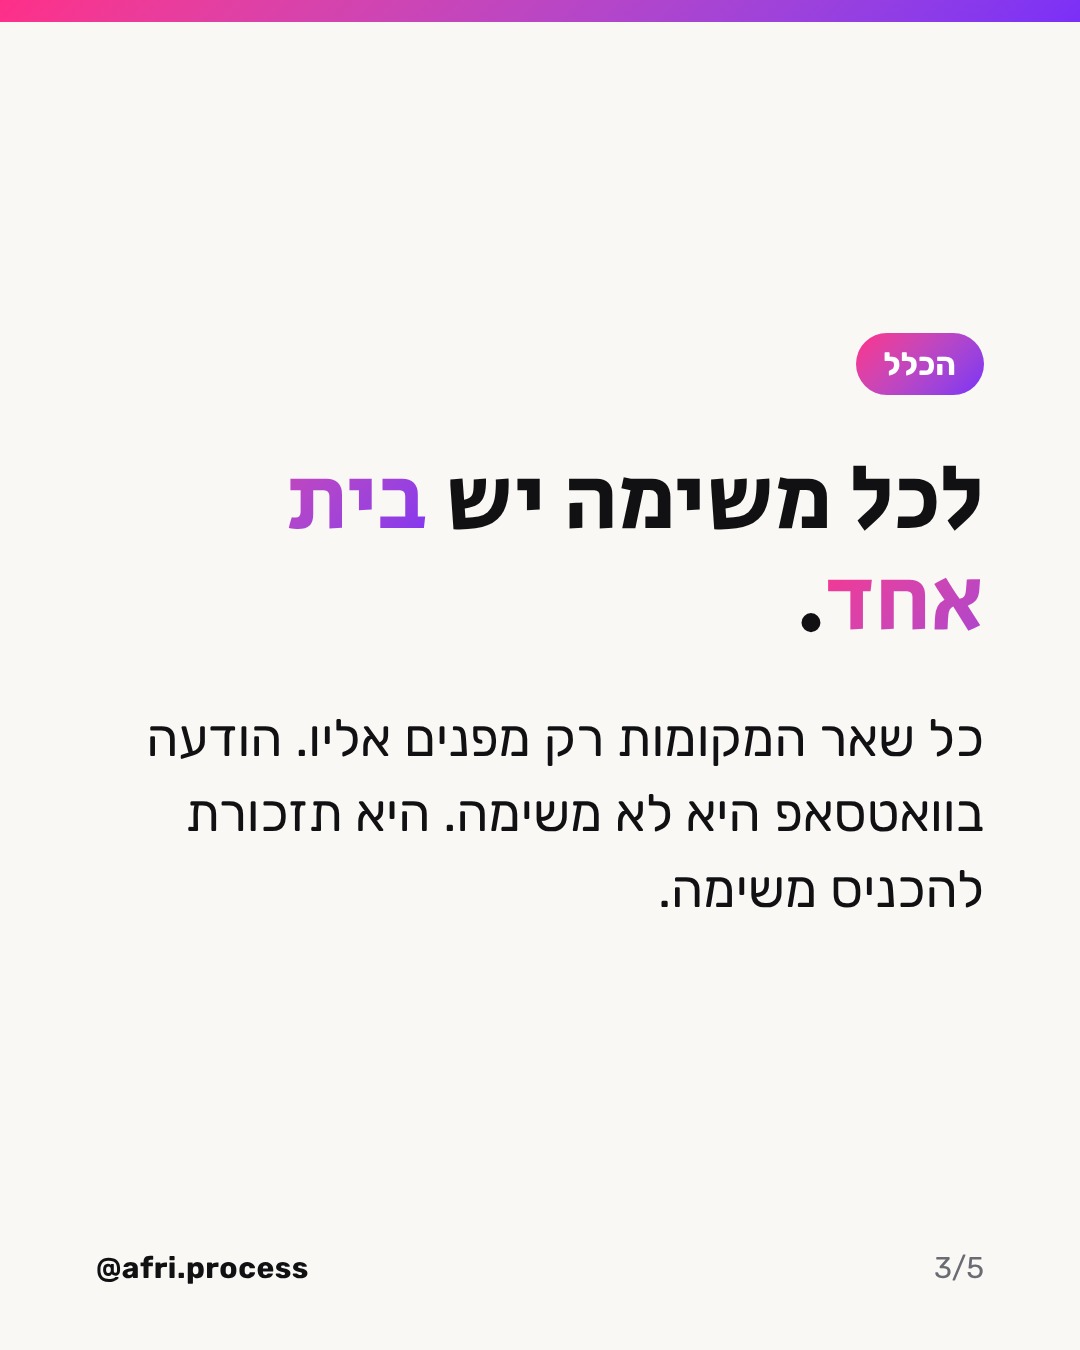 הכלל
לכל משימה יש בית
אחד.
כל שאר המקומות רק מפנים אליו. הודעה
בוואטסאפ היא לא משימה. היא תזכורת
להכניס משימה.
@afri.process
3/5